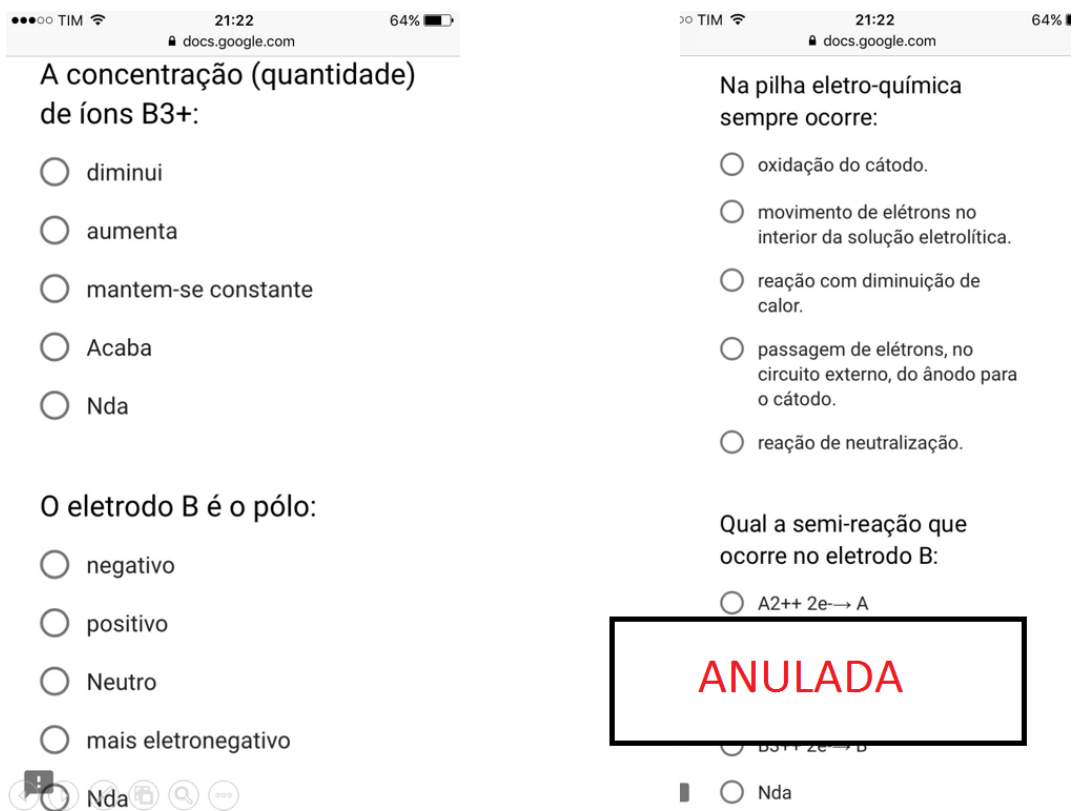 TIM 21:22 64%
docs.google.com
A concentração (quantidade)
de íons B3+:
diminui
aumenta
mantem-se constante
Acaba
Nda
O eletrodo B é o pólo:
negativo
positivo
Neutro
mais eletronegativo
Nda
TIM 21:22 64%
docs.google.com
Na pilha eletro-química
sempre ocorre:
oxidação do cátodo.
movimento de elétrons no
interior da solução eletrolítica.
reação com diminuição de
calor.
passagem de elétrons, no
circuito externo, do ânodo para
o cátodo.
reação de neutralização.
Qual a semi-reação que
ocorre no eletrodo B:
A2++ 2e-→ A
ANULADA
B3++ 2e-→ B
Nda